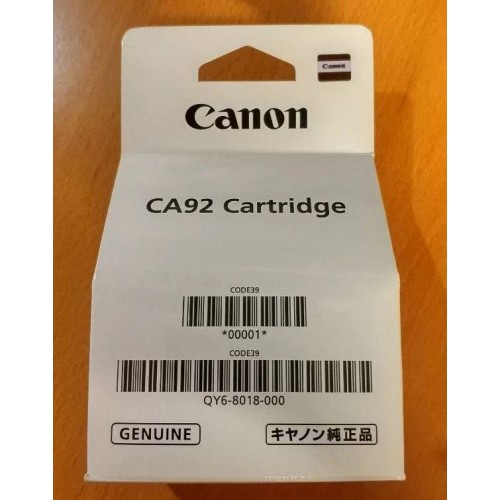 Canon
Canon
CA92 Cartridge
CODE39
*00001*
CODE39
QY6-8018-000
GENUINE
キヤノン純正品